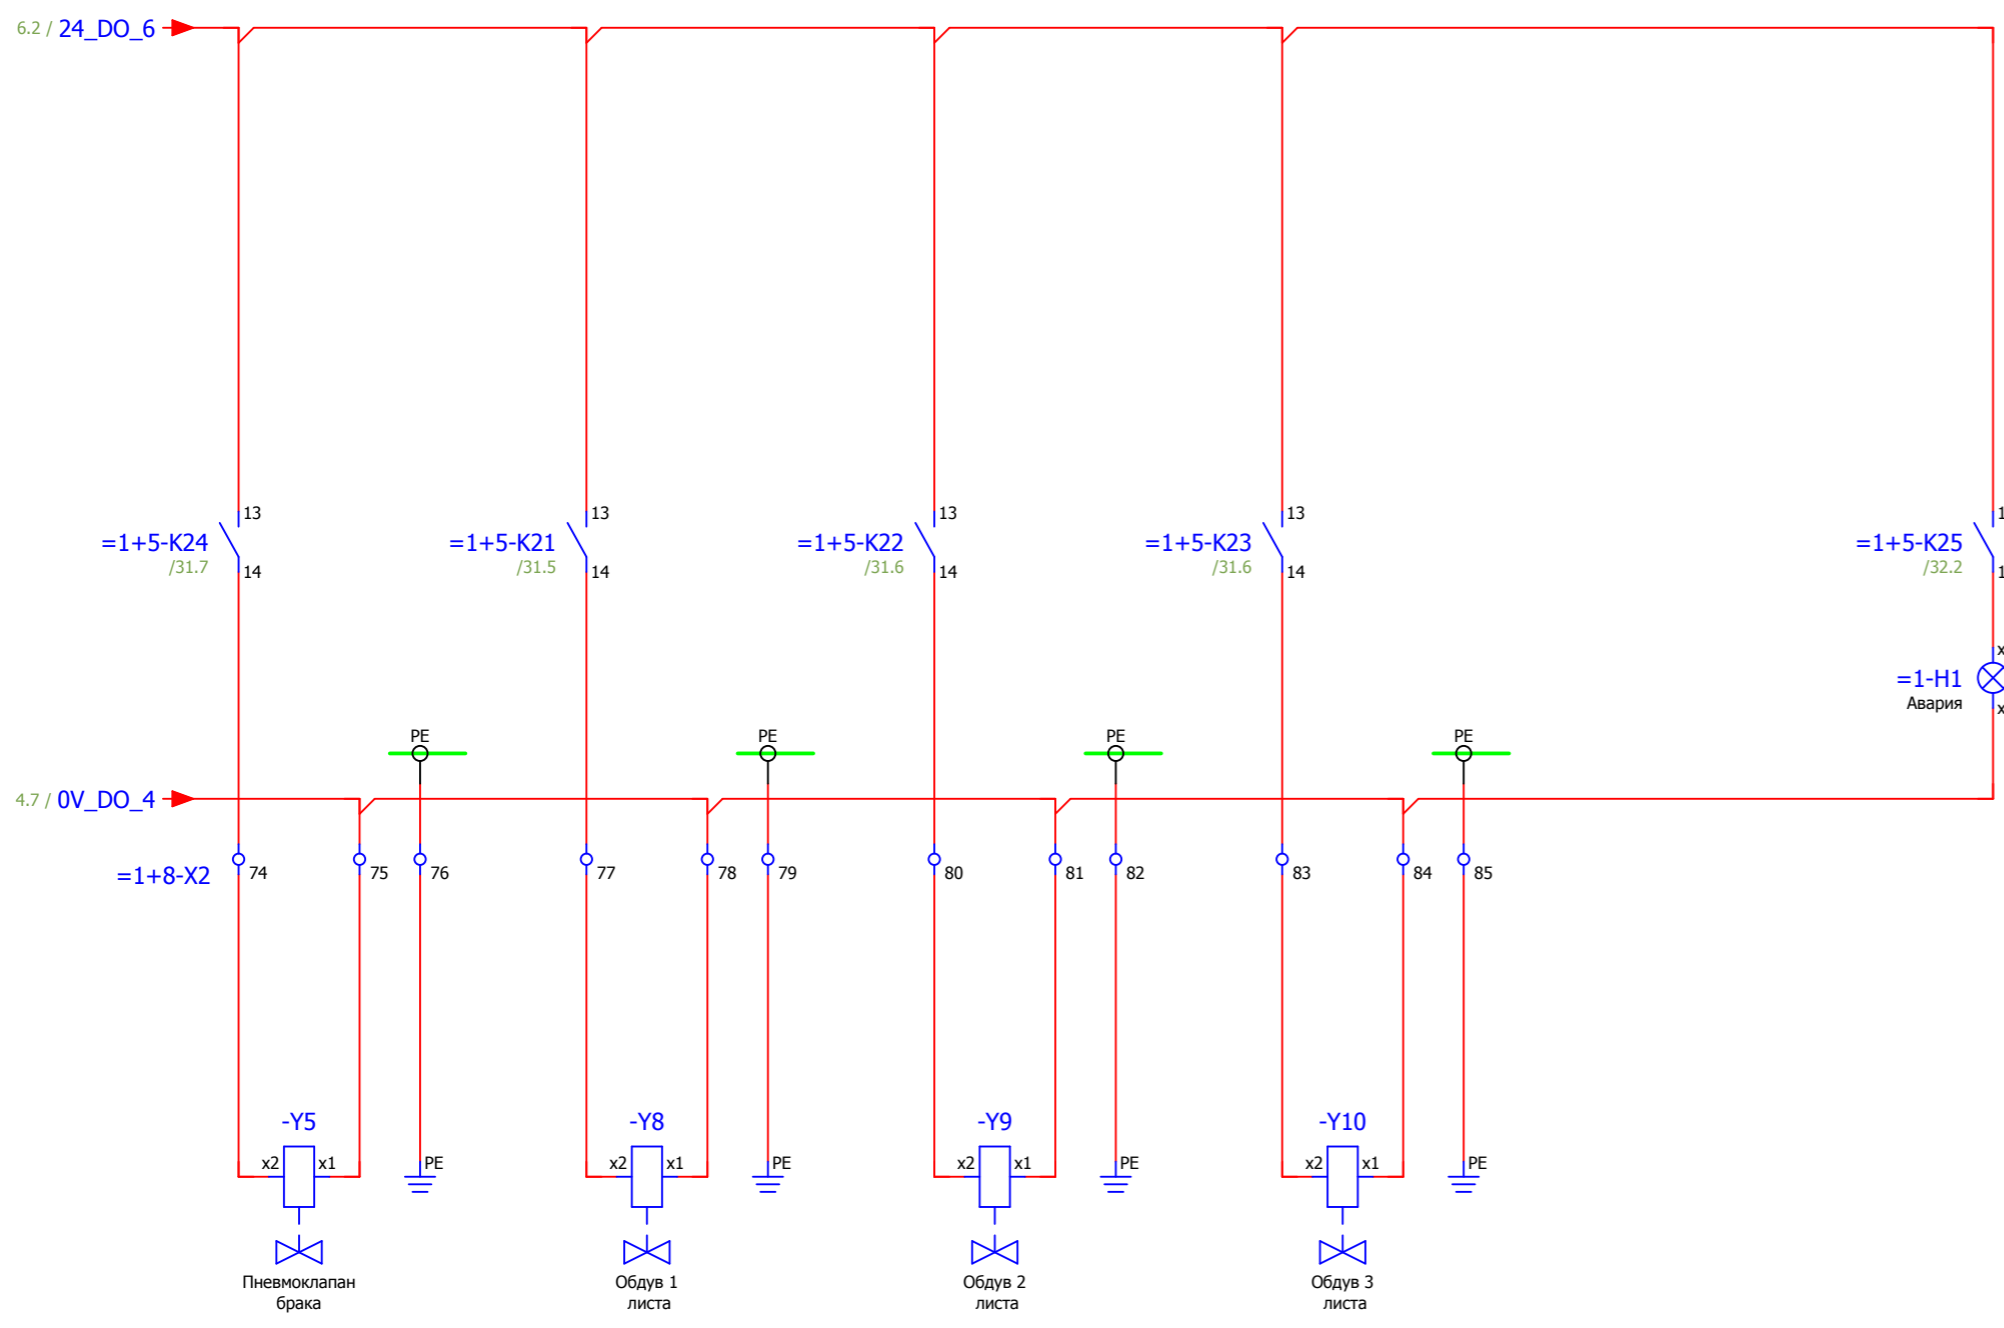 6.2 / 24_DO_6
13 13 13 13 1
=1+5-K24 =1+5-K21 =1+5-K22 =1+5-K23 =1+5-K25
/31.7 /31.5 /31.6 /31.6 /32.2
14 14 14 14 1
x
=1-H1
Авария x
PE PE PE PE
4.7 / 0V_DO_4
=1+8-X2 74 75 76 77 78 79 80 81 82 83 84 85
-Y5 -Y8 -Y9 -Y10
x2 x1 PE x2 x1 PE x2 x1 PE x2 x1 PE
Пневмоклапан Обдув 1 Обдув 2 Обдув 3
брака листа листа листа